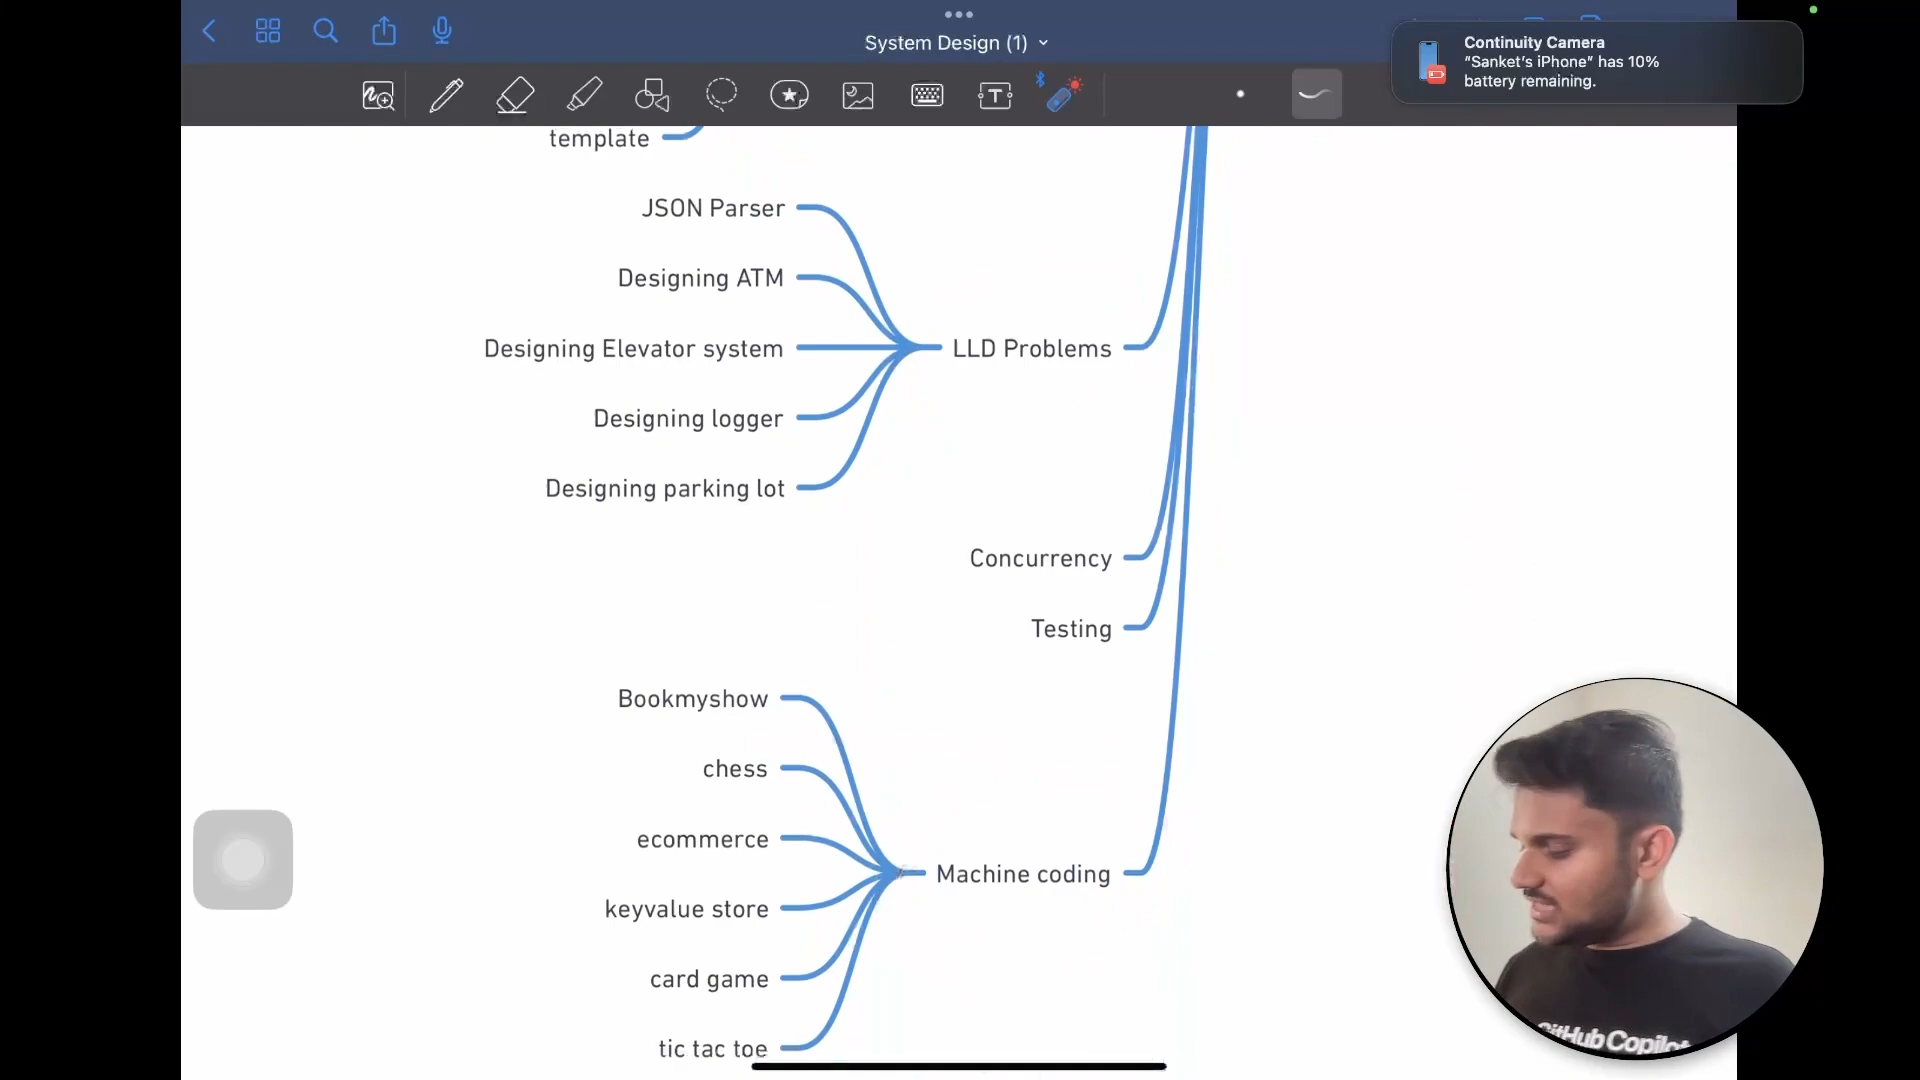 System Design (1)
Continuity Camera
"Sanket's iPhone" has 10%
battery remaining.
T
template
JSON Parser
Designing ATM
Designing Elevator system
LLD Problems
Designing logger
Designing parking lot
Concurrency
Testing
Bookmyshow
chess
ecommerce
Machine coding
keyvalue store
card game
tic tac toe
GitHub Copilot